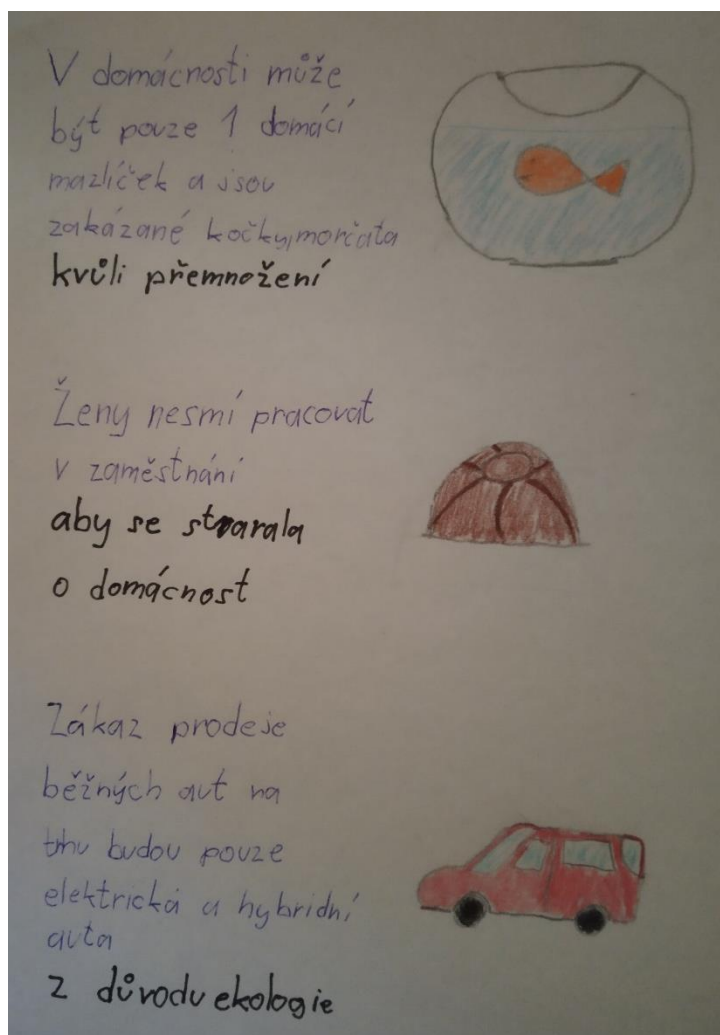 V domácnosti může
být pouze 1 domácí
mazlíček a jsou
zakázané kočky,morčata
kvůli přemnožení
Ženy nesmí pracovat
v zaměstnání
aby se starala
o domácnost
Zákaz prodeje
běžných aut na
trhu budou pouze
elektrická a hybridní
auta
z důvodu ekologie